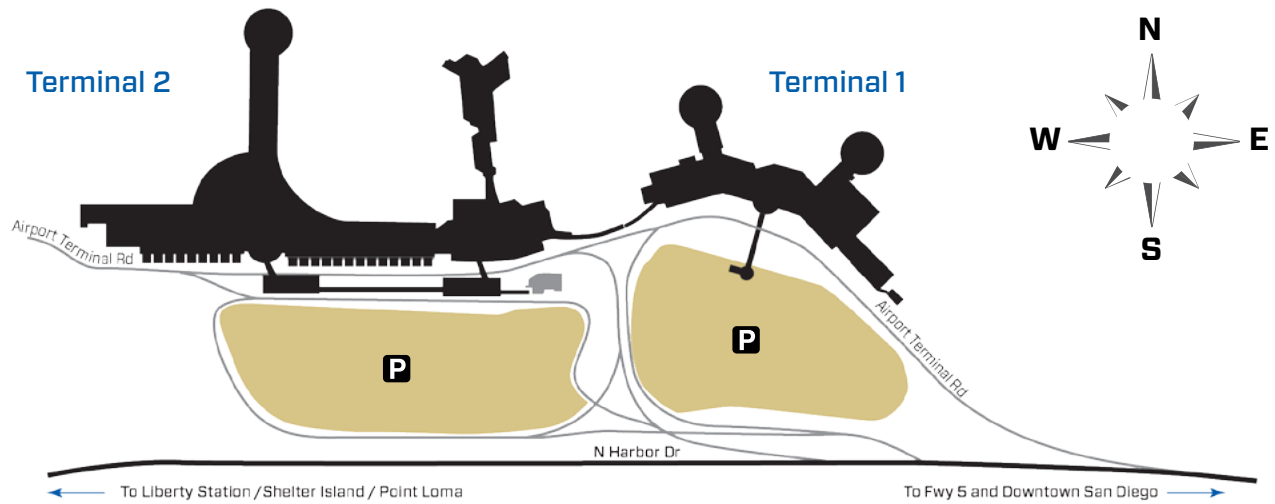 N
Terminal 2
Terminal 1
W
E
S
Airport Terminal Rd
P
P
Airport Terminal Rd
N Harbor Dr
To Liberty Station / Shelter Island / Point Loma
To Fwy 5 and Downtown San Diego